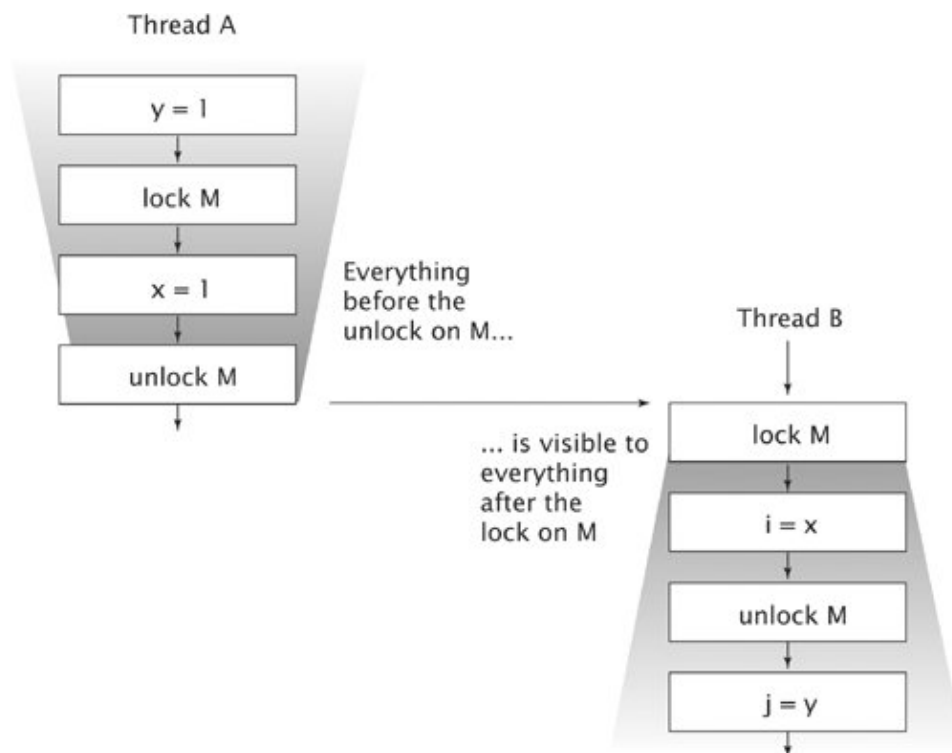 Thread A
y = 1
lock M
x = 1
unlock M
Everything
before the
unlock on M...
Thread B
... is visible to
everything
after the
lock on M
lock M
i = x
unlock M
j = y